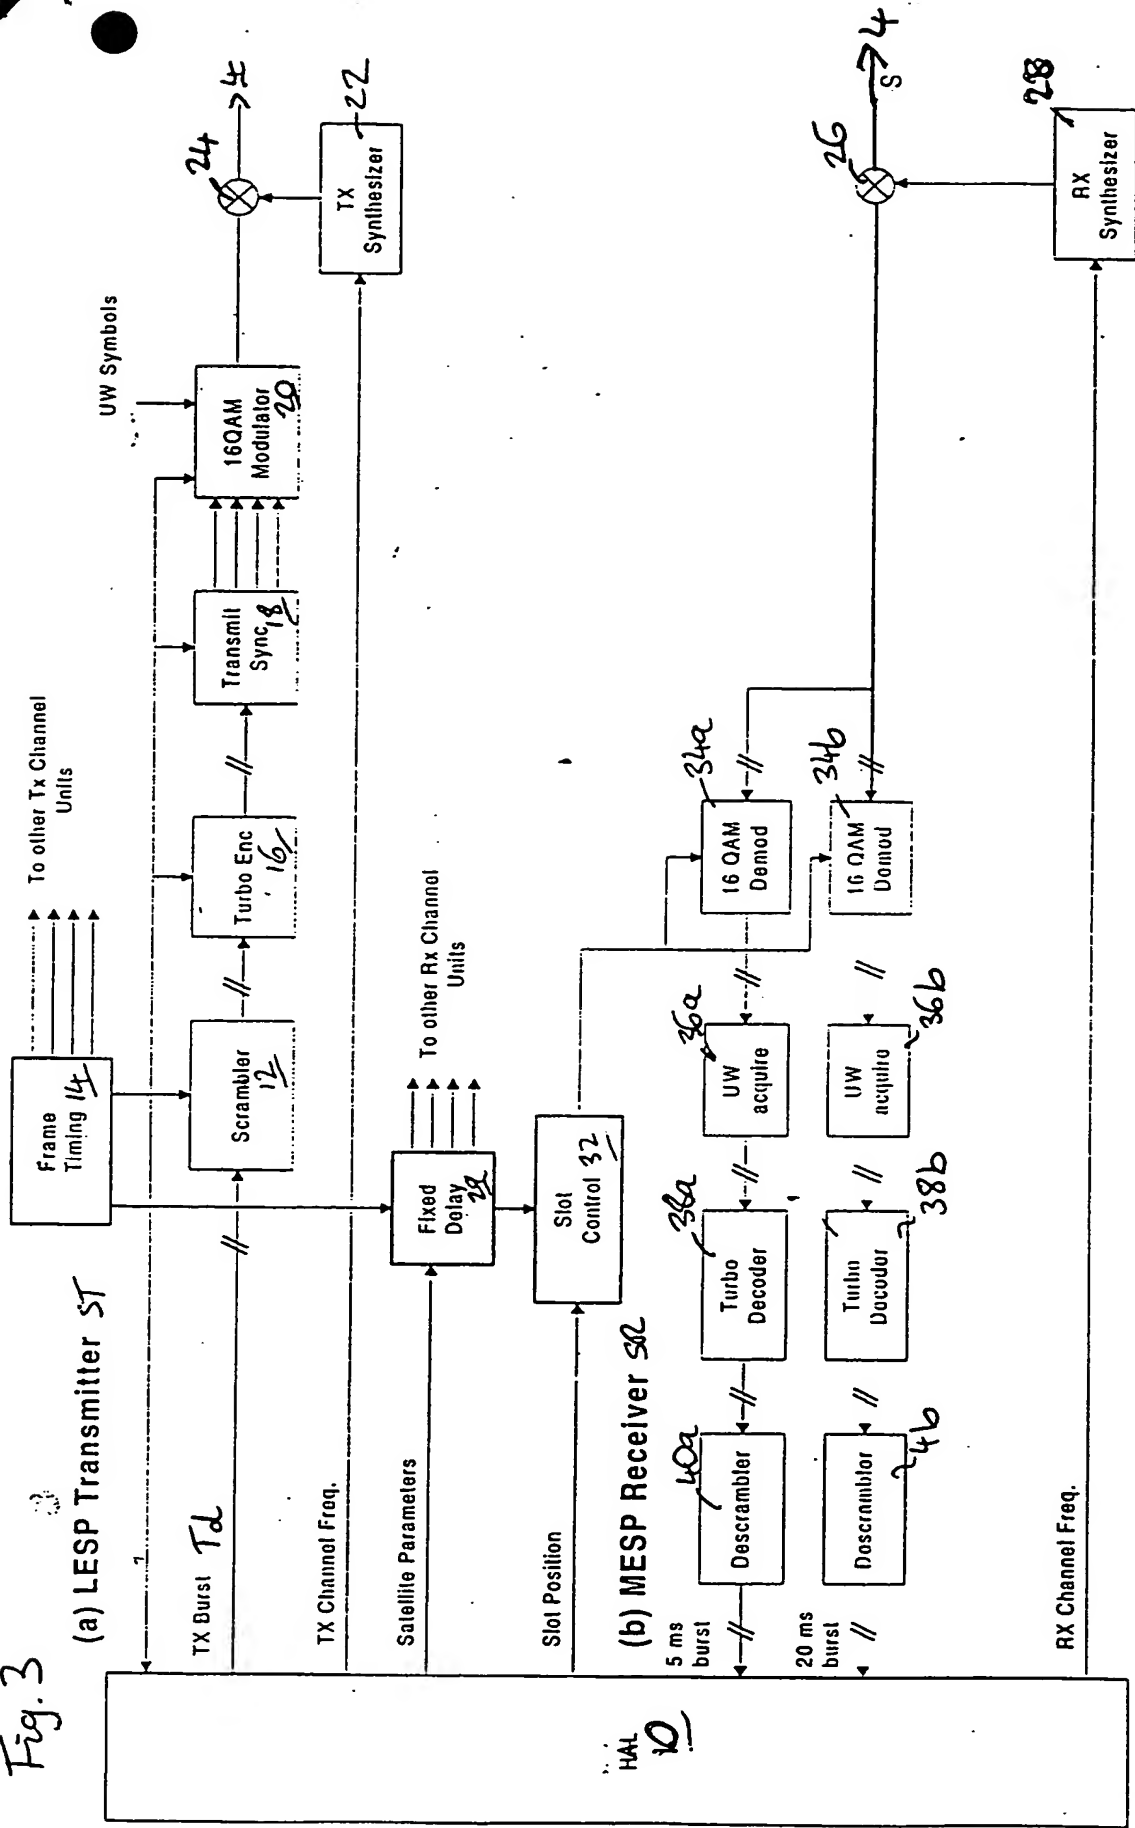 Fig. 3
(a) LESP Transmitter ST
Frame
Timing 14
To other Tx Channel
Units
UW Symbols
TX Burst Td
Scrambler
12
Turbo Enc
16
Transmit
Sync 18
16QAM
Modulator
20
24
4
TX Channel Freq.
TX
Synthesizer
22
Satellite Parameters
Fixed
Delay
To other Rx Channel
Units
Slot Position
Slot
Control 32
(b) MESP Receiver SR
HAL
10
5 ms
burst
40a
Descrambler
Turbo
Decoder
36a
UW
acquire
34a
16 QAM
Demod
20 ms
burst
4b
Descrambler
38b
Turbo
Decoder
36b
UW
acquire
34b
16 QAM
Demod
26
S
4
RX Channel Freq.
RX
Synthesizer
28